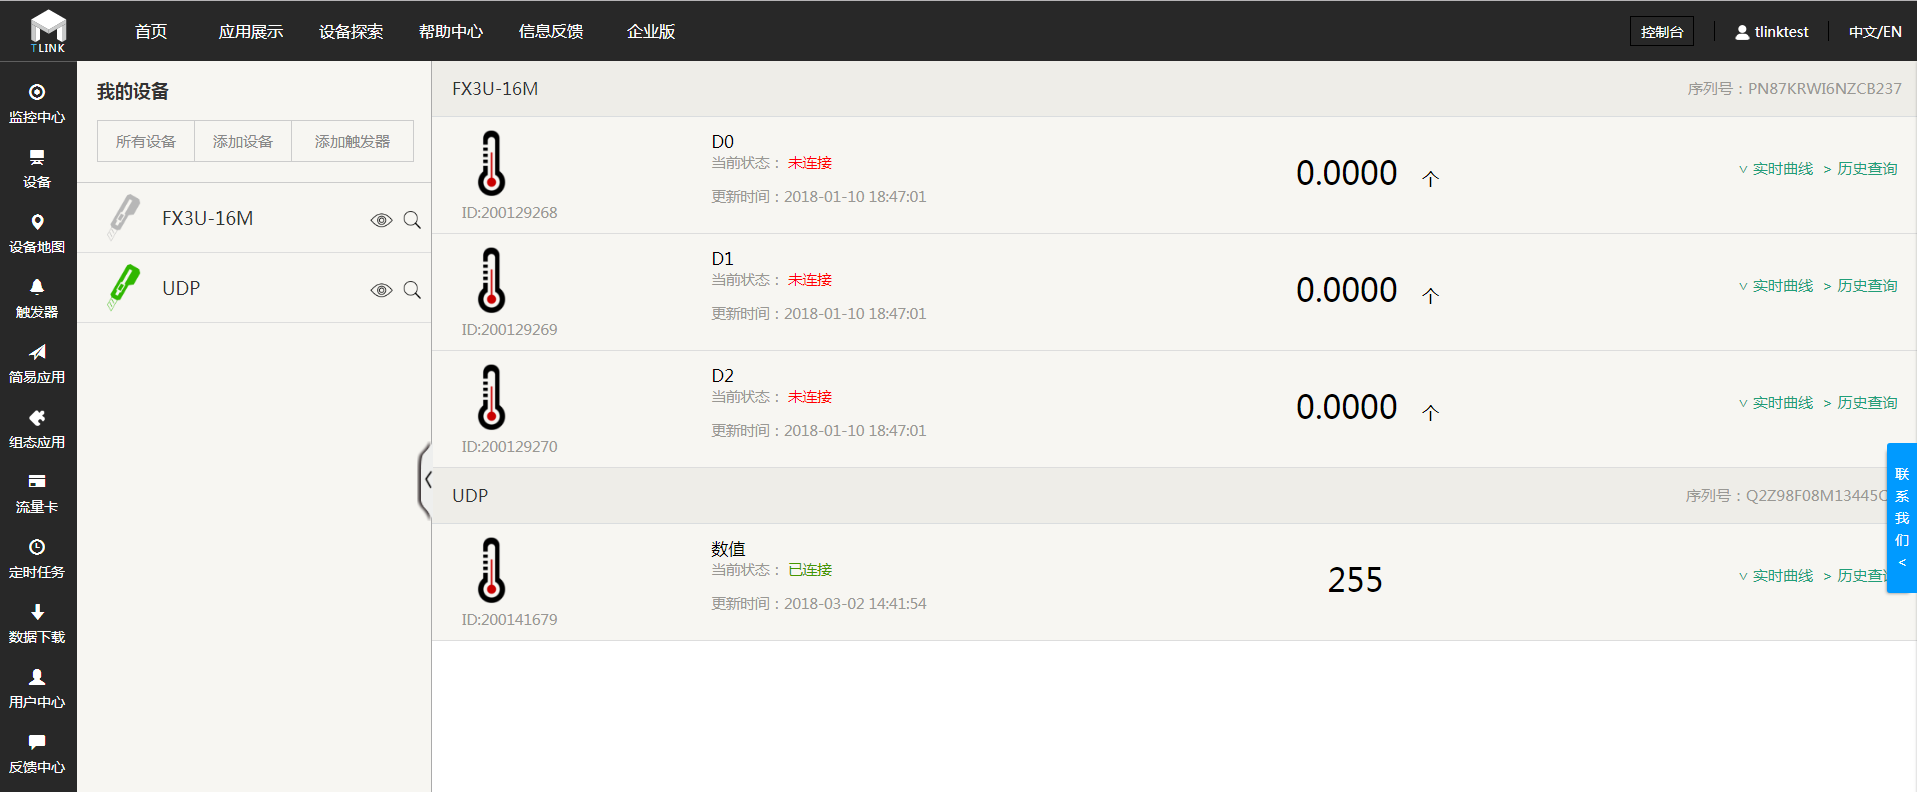 TLINK
首页 应用展示 设备探索 帮助中心 信息反馈 企业版 控制台 tlinktest 中文/EN
监控中心
设备
设备地图
触发器
简易应用
组态应用
流量卡
定时任务
数据下载
用户中心
反馈中心
我的设备
所有设备 添加设备 添加触发器
FX3U-16M
UDP
FX3U-16M 序列号：PN87KRWI6NZCB237
D0
当前状态： 未连接
更新时间：2018-01-10 18:47:01
ID:200129268
0.0000 个
v 实时曲线 > 历史查询
D1
当前状态： 未连接
更新时间：2018-01-10 18:47:01
ID:200129269
0.0000 个
v 实时曲线 > 历史查询
D2
当前状态： 未连接
更新时间：2018-01-10 18:47:01
ID:200129270
0.0000 个
v 实时曲线 > 历史查询
UDP 序列号：Q2Z98F08M13445
数值
当前状态： 已连接
更新时间：2018-03-02 14:41:54
ID:200141679
255
v 实时曲线 > 历史查
联系我们
<